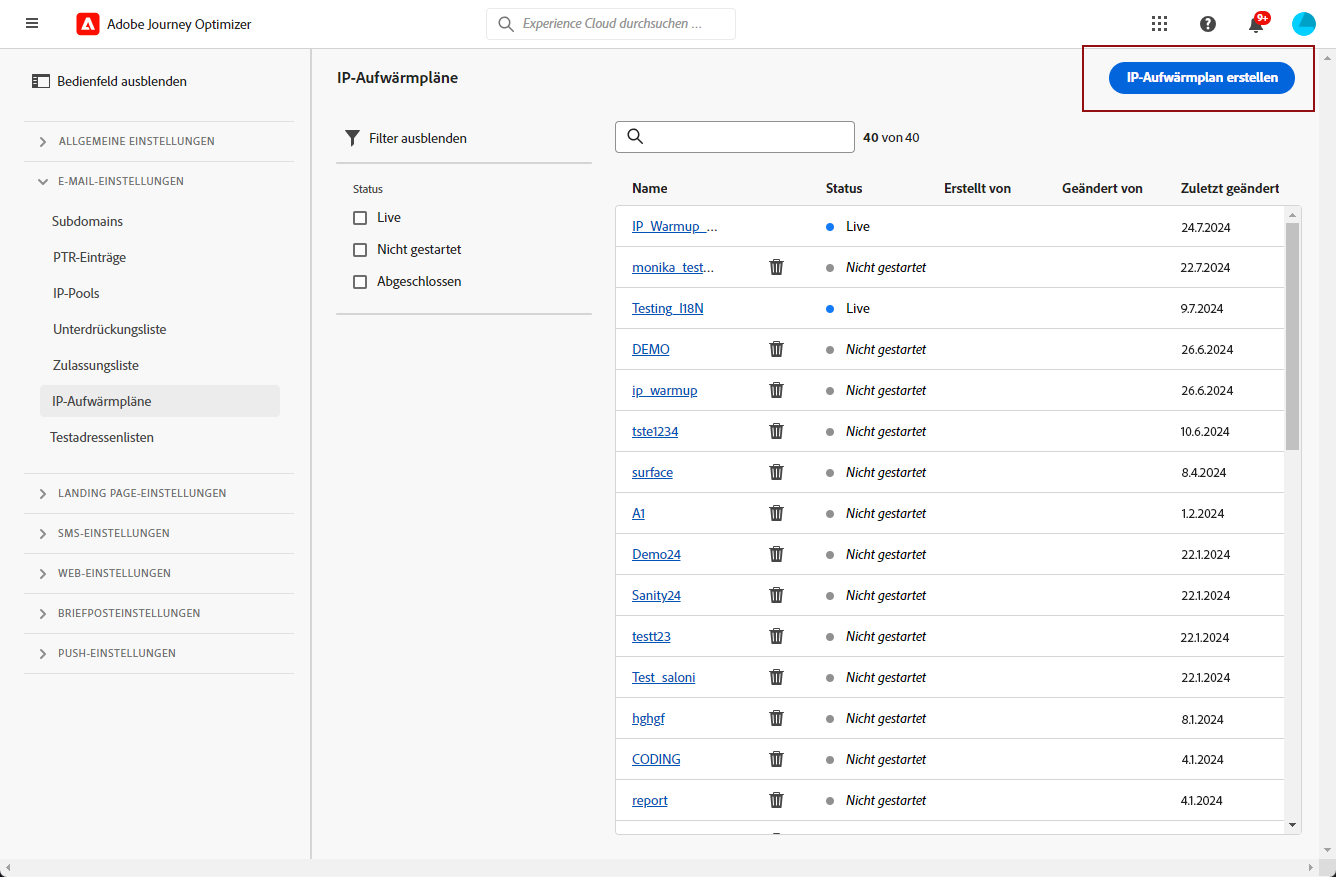 Adobe Journey Optimizer
Experience Cloud durchsuchen ...
9+
Bedienfeld ausblenden
ALLGEMEINE EINSTELLUNGEN
E-MAIL-EINSTELLUNGEN
Subdomains
PTR-Einträge
IP-Pools
Unterdrückungsliste
Zulassungsliste
IP-Aufwärmpläne
Testadressenlisten
LANDING PAGE-EINSTELLUNGEN
SMS-EINSTELLUNGEN
WEB-EINSTELLUNGEN
BRIEFPOSTEINSTELLUNGEN
PUSH-EINSTELLUNGEN
IP-Aufwärmpläne
IP-Aufwärmplan erstellen
Filter ausblenden
Status
Live
Nicht gestartet
Abgeschlossen
40 von 40
Name Status Erstellt von Geändert von Zuletzt geändert
IP_Warmup_... Live 24.7.2024
monika_test... Nicht gestartet 22.7.2024
Testing_I18N Live 9.7.2024
DEMO Nicht gestartet 26.6.2024
ip_warmup Nicht gestartet 26.6.2024
tste1234 Nicht gestartet 10.6.2024
surface Nicht gestartet 8.4.2024
A1 Nicht gestartet 1.2.2024
Demo24 Nicht gestartet 22.1.2024
Sanity24 Nicht gestartet 22.1.2024
testt23 Nicht gestartet 22.1.2024
Test_saloni Nicht gestartet 22.1.2024
hghgf Nicht gestartet 8.1.2024
CODING Nicht gestartet 4.1.2024
report Nicht gestartet 4.1.2024